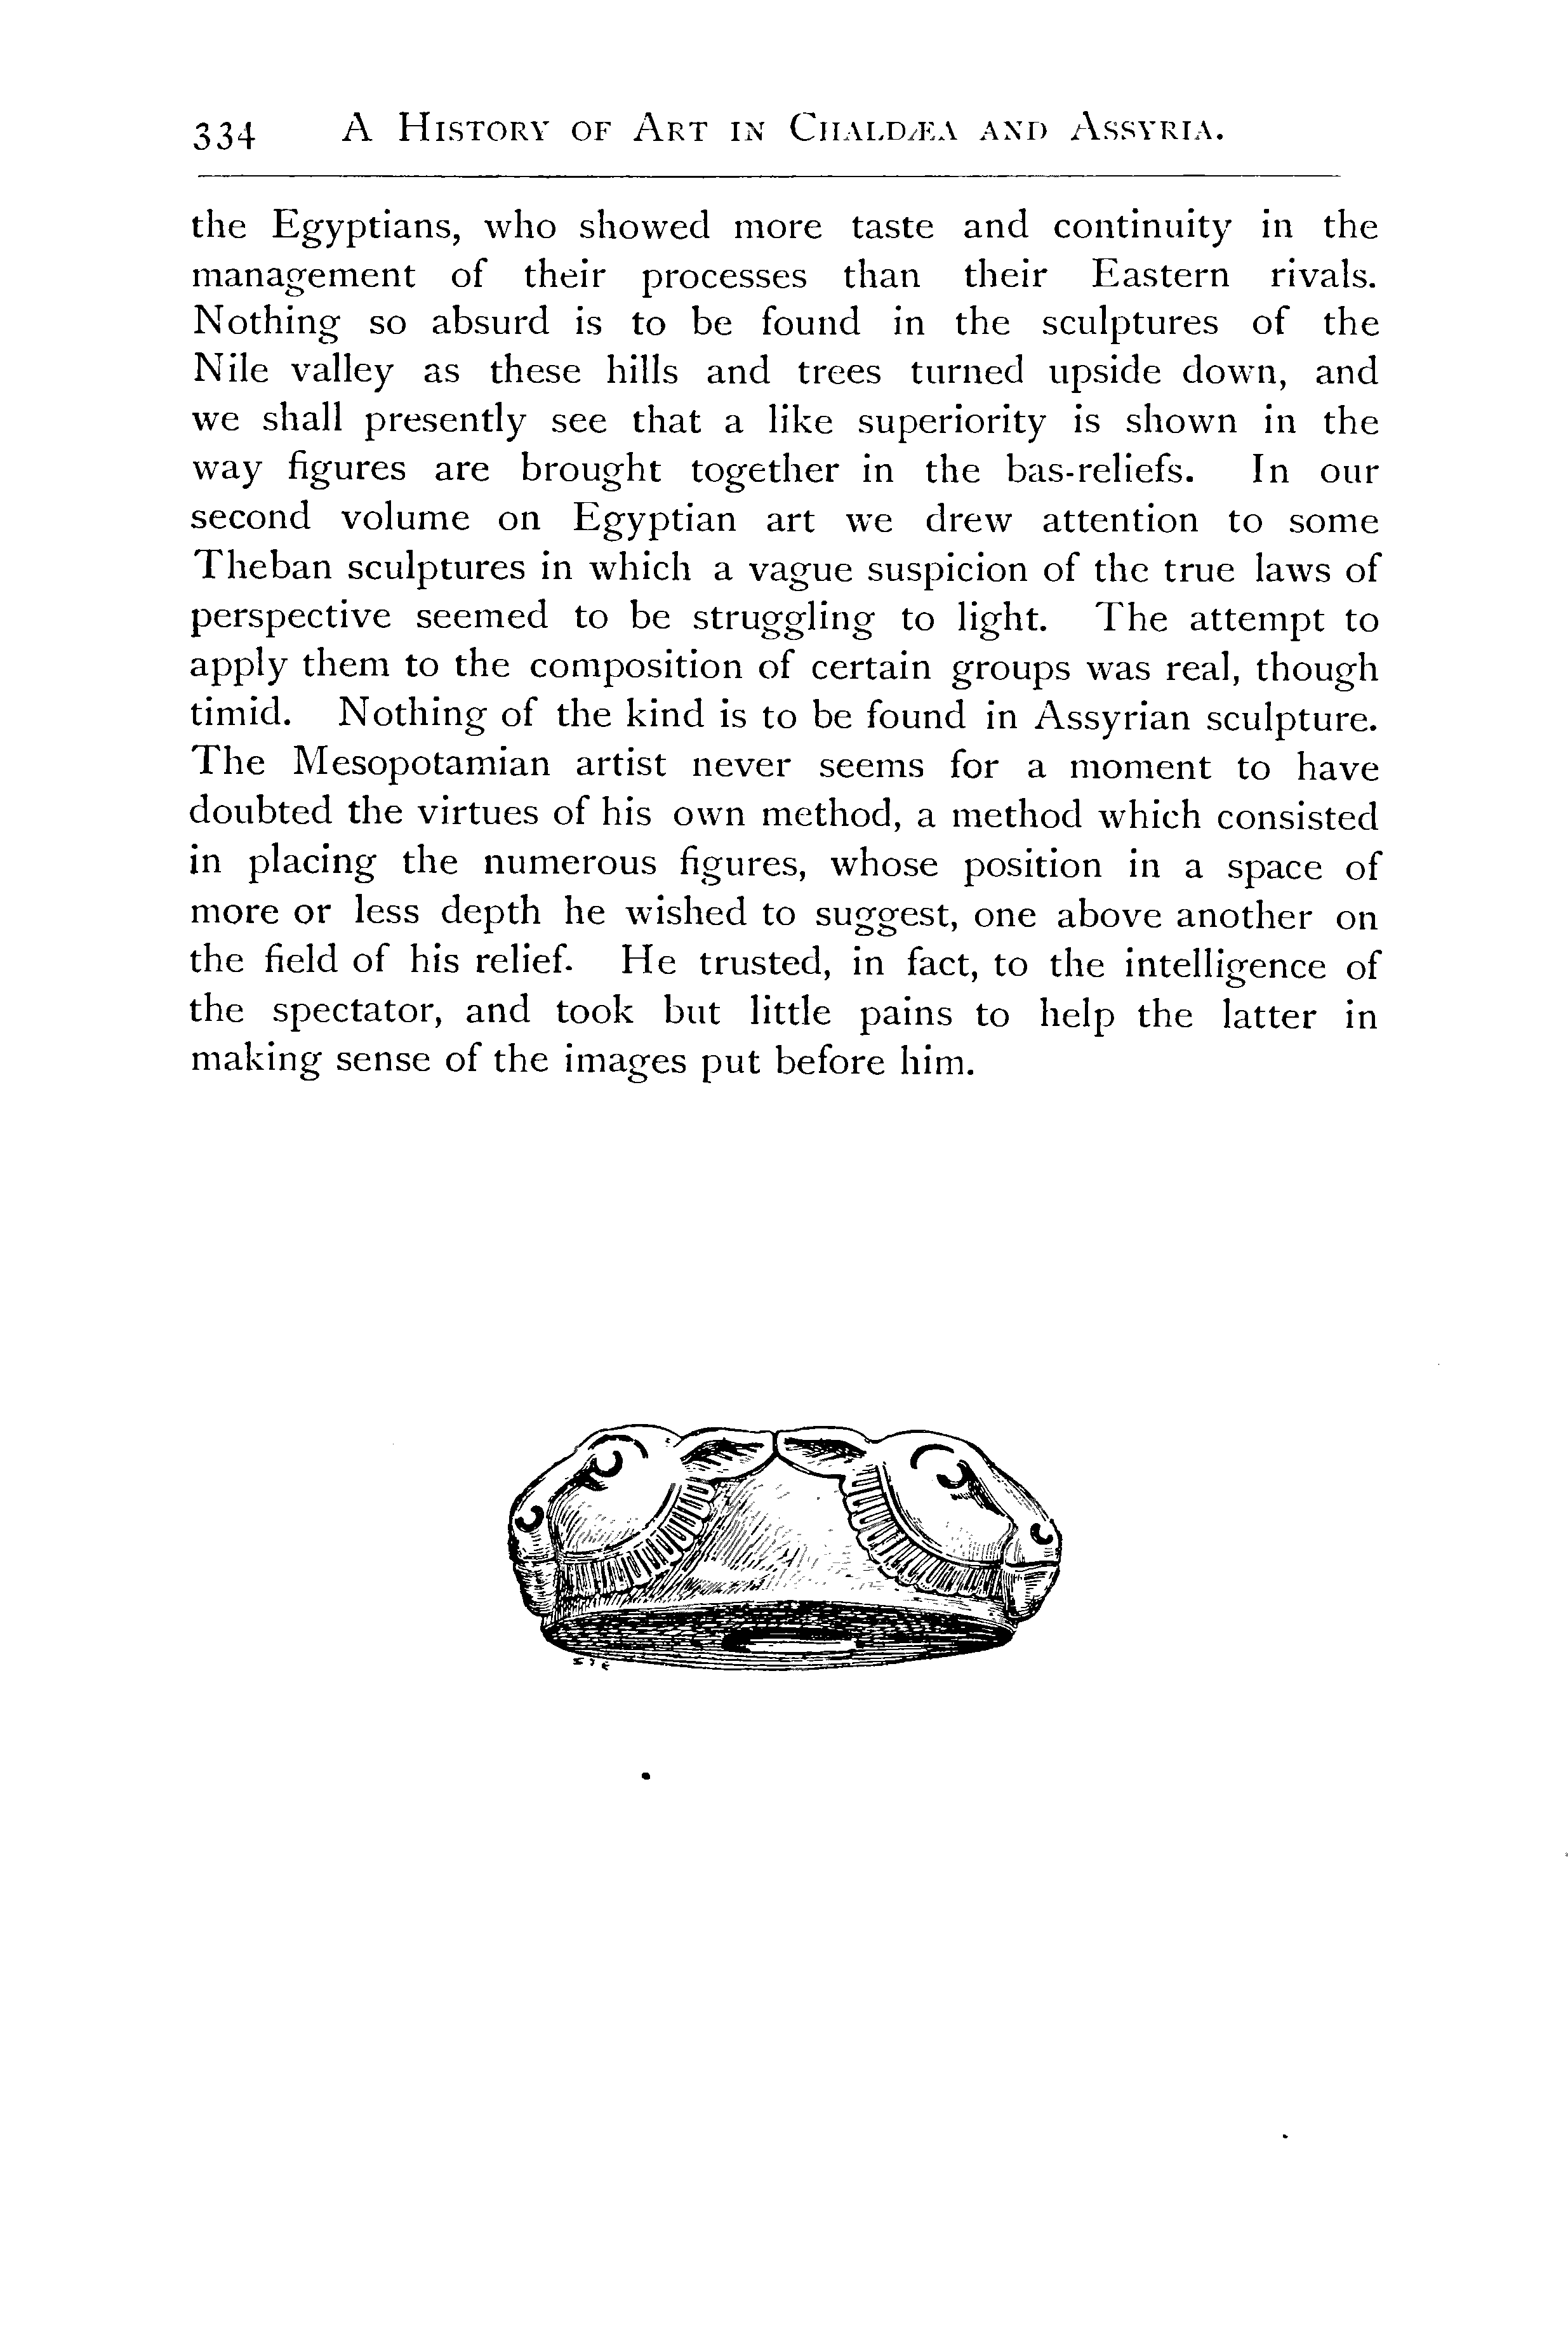 334 A History of Art in Chaldæa and Assyria.
the Egyptians, who showed more taste and continuity in the
management of their processes than their Eastern rivals.
Nothing so absurd is to be found in the sculptures of the
Nile valley as these hills and trees turned upside down, and
we shall presently see that a like superiority is shown in the
way figures are brought together in the bas-reliefs. In our
second volume on Egyptian art we drew attention to some
Theban sculptures in which a vague suspicion of the true laws of
perspective seemed to be struggling to light. The attempt to
apply them to the composition of certain groups was real, though
timid. Nothing of the kind is to be found in Assyrian sculpture.
The Mesopotamian artist never seems for a moment to have
doubted the virtues of his own method, a method which consisted
in placing the numerous figures, whose position in a space of
more or less depth he wished to suggest, one above another on
the field of his relief. He trusted, in fact, to the intelligence of
the spectator, and took but little pains to help the latter in
making sense of the images put before him.